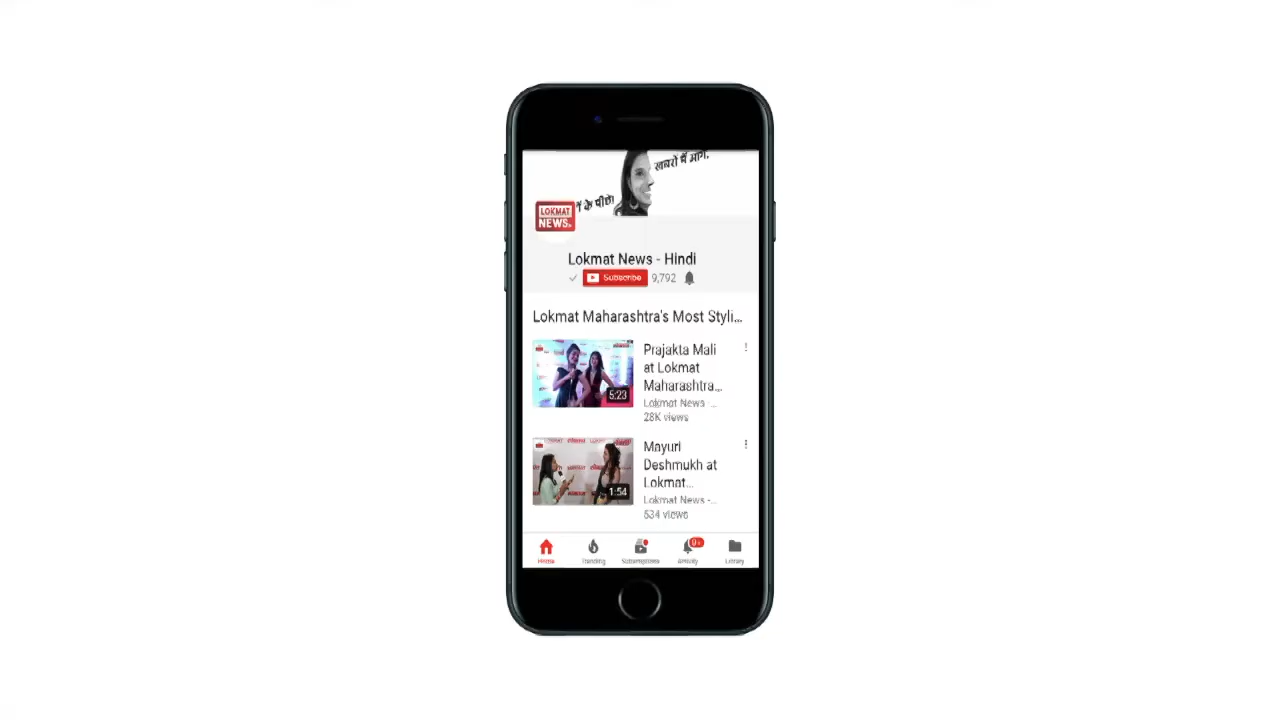 खबरों में आगे,
के पीछे!
LOKMAT
NEWS
Lokmat News - Hindi
Subscribe 9,792
Lokmat Maharashtra's Most Styli...
Prajakta Mali
at Lokmat
Maharashtra...
Lokmat News -...
28K views
5:23
Mayuri
Deshmukh at
Lokmat...
Lokmat News -...
534 views
1:54
9+
Home Trending Subscriptions Activity Library